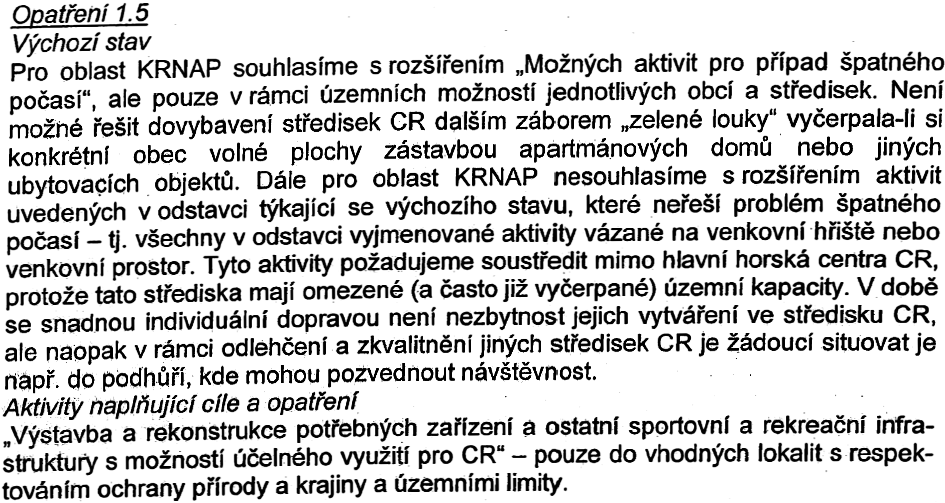 Opatření 1.5
Výchozí stav
Pro oblast KRNAP souhlasíme s rozšířením „Možných aktivit pro případ špatného
počasí“, ale pouze v rámci územních možností jednotlivých obcí a středisek. Není
možné řešit dovybavení středisek CR dalším záborem „zelené louky“ vyčerpala-li si
konkrétní obec volné plochy zástavbou apartmánových domů nebo jiných
ubytovacích objektů. Dále pro oblast KRNAP nesouhlasíme s rozšířením aktivit
uvedených v odstavci týkající se výchozího stavu, které neřeší problém špatného
počasí – tj. všechny v odstavci vyjmenované aktivity vázané na venkovní hřiště nebo
venkovní prostor. Tyto aktivity požadujeme soustředit mimo hlavní horská centra CR,
protože tato střediska mají omezené (a často již vyčerpané) územní kapacity. V době
se snadnou individuální dopravou není nezbytnost jejich vytváření ve středisku CR,
ale naopak v rámci odlehčení a zkvalitnění jiných středisek CR je žádoucí situovat je
např. do podhůří, kde mohou pozvednout návštěvnost.
Aktivity naplňující cíle a opatření
„Výstavba a rekonstrukce potřebných zařízení a ostatní sportovní a rekreační infra-
struktury s možností účelného využití pro CR“ – pouze do vhodných lokalit s respek-
továním ochrany přírody a krajiny a územními limity.